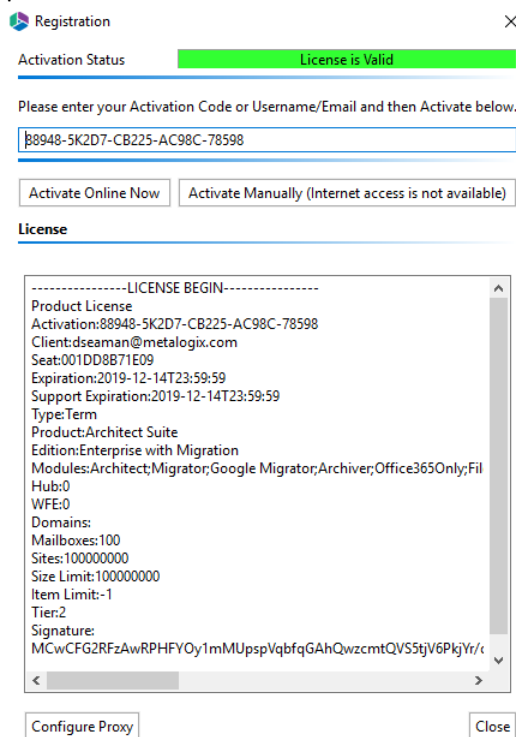 Registration
Activation Status
License is Valid
Please enter your Activation Code or Username/Email and then Activate below.
88948-5K2D7-CB225-AC98C-78598
Activate Online Now
Activate Manually (Internet access is not available)
License
----------------LICENSE BEGIN----------------
Product License
Activation:88948-5K2D7-CB225-AC98C-78598
Client:dseaman@metalogix.com
Seat:001DD8B71E09
Expiration:2019-12-14T23:59:59
Support Expiration:2019-12-14T23:59:59
Type:Term
Product:Architect Suite
Edition:Enterprise with Migration
Modules:Architect;Migrator;Google Migrator;Archiver;Office365Only;Fil
Hub:0
WFE:0
Domains:
Mailboxes:100
Sites:100000000
Size Limit:100000000
Item Limit:-1
Tier:2
Signature:
MCwCFG2RFzAwRPHFYOy1mMUpspVqbfqGAhQwzcmtQVS5tjV6PkjYr/c
Configure Proxy
Close